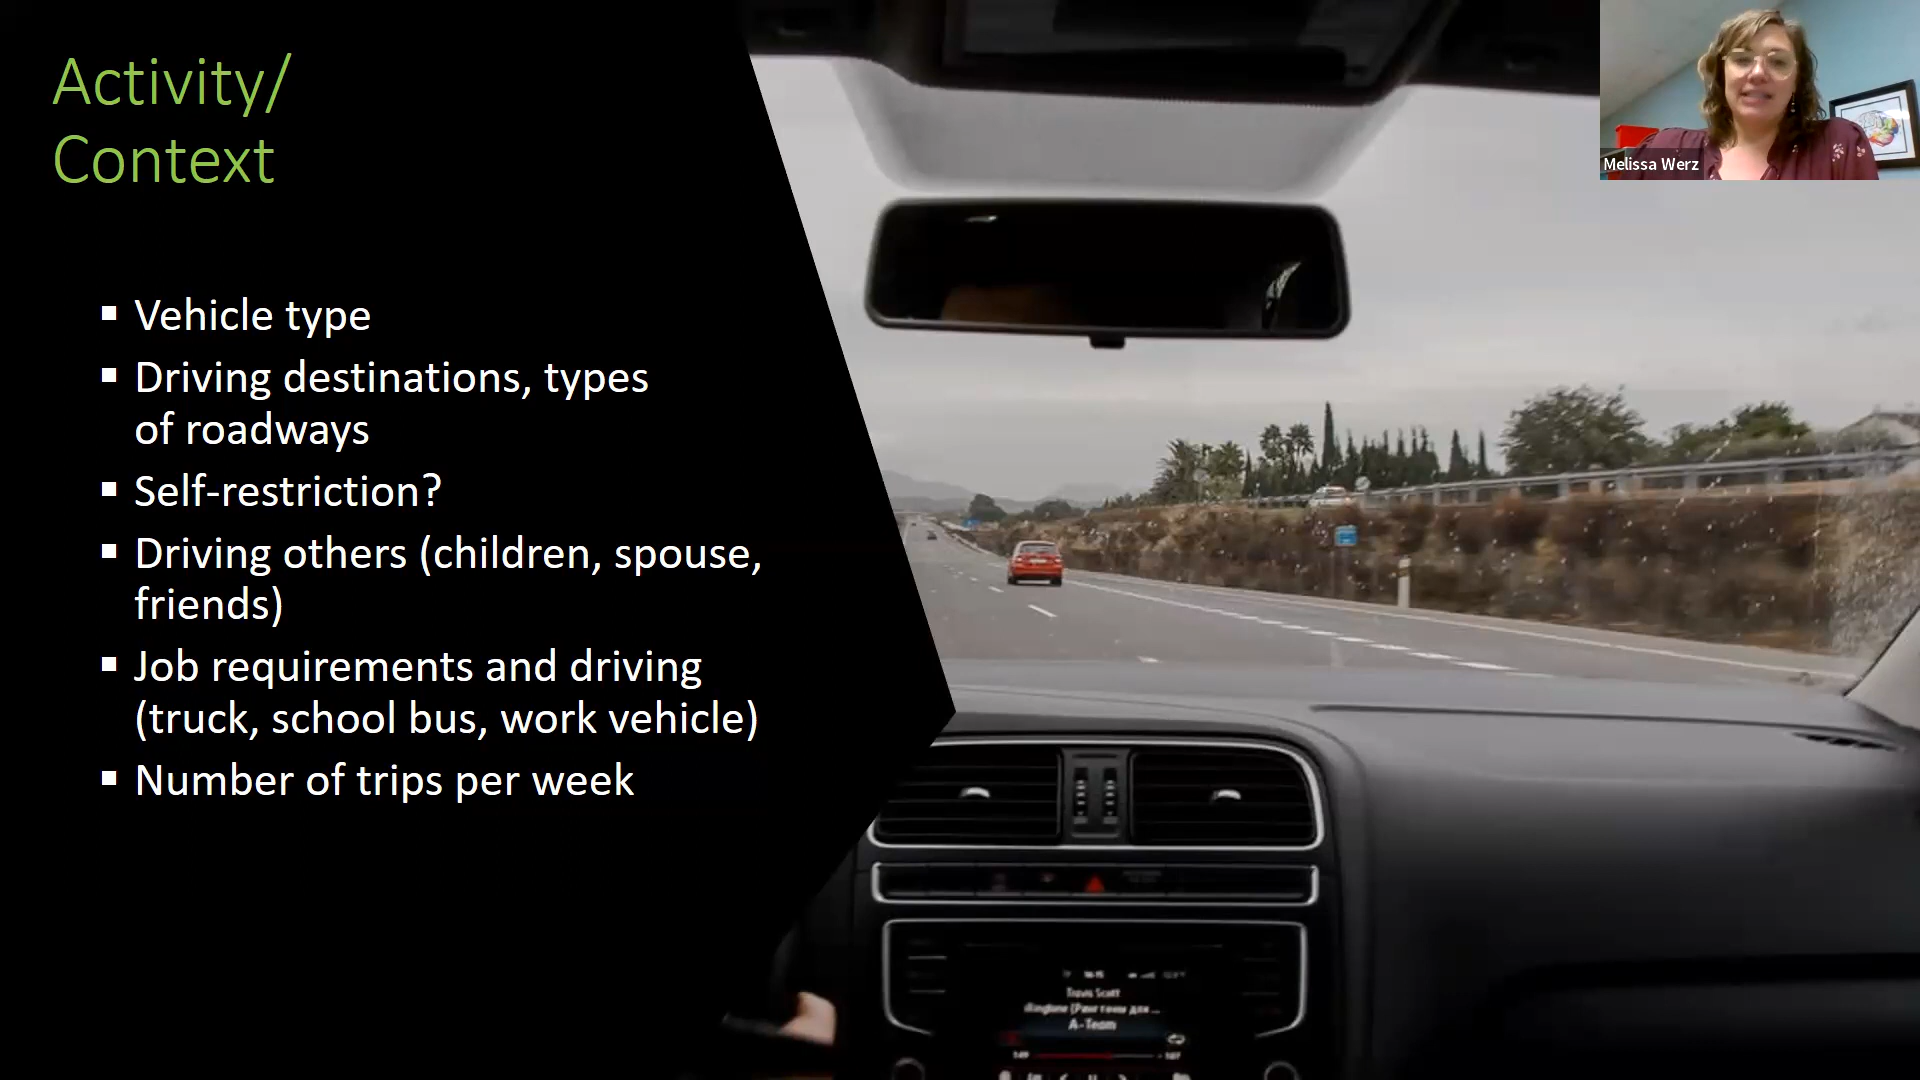 Activity/
Context
Melissa Werz
▪ Vehicle type
▪ Driving destinations, types
of roadways
▪ Self-restriction?
▪ Driving others (children, spouse,
friends)
▪ Job requirements and driving
(truck, school bus, work vehicle)
▪ Number of trips per week
Travis Scott
A-Team